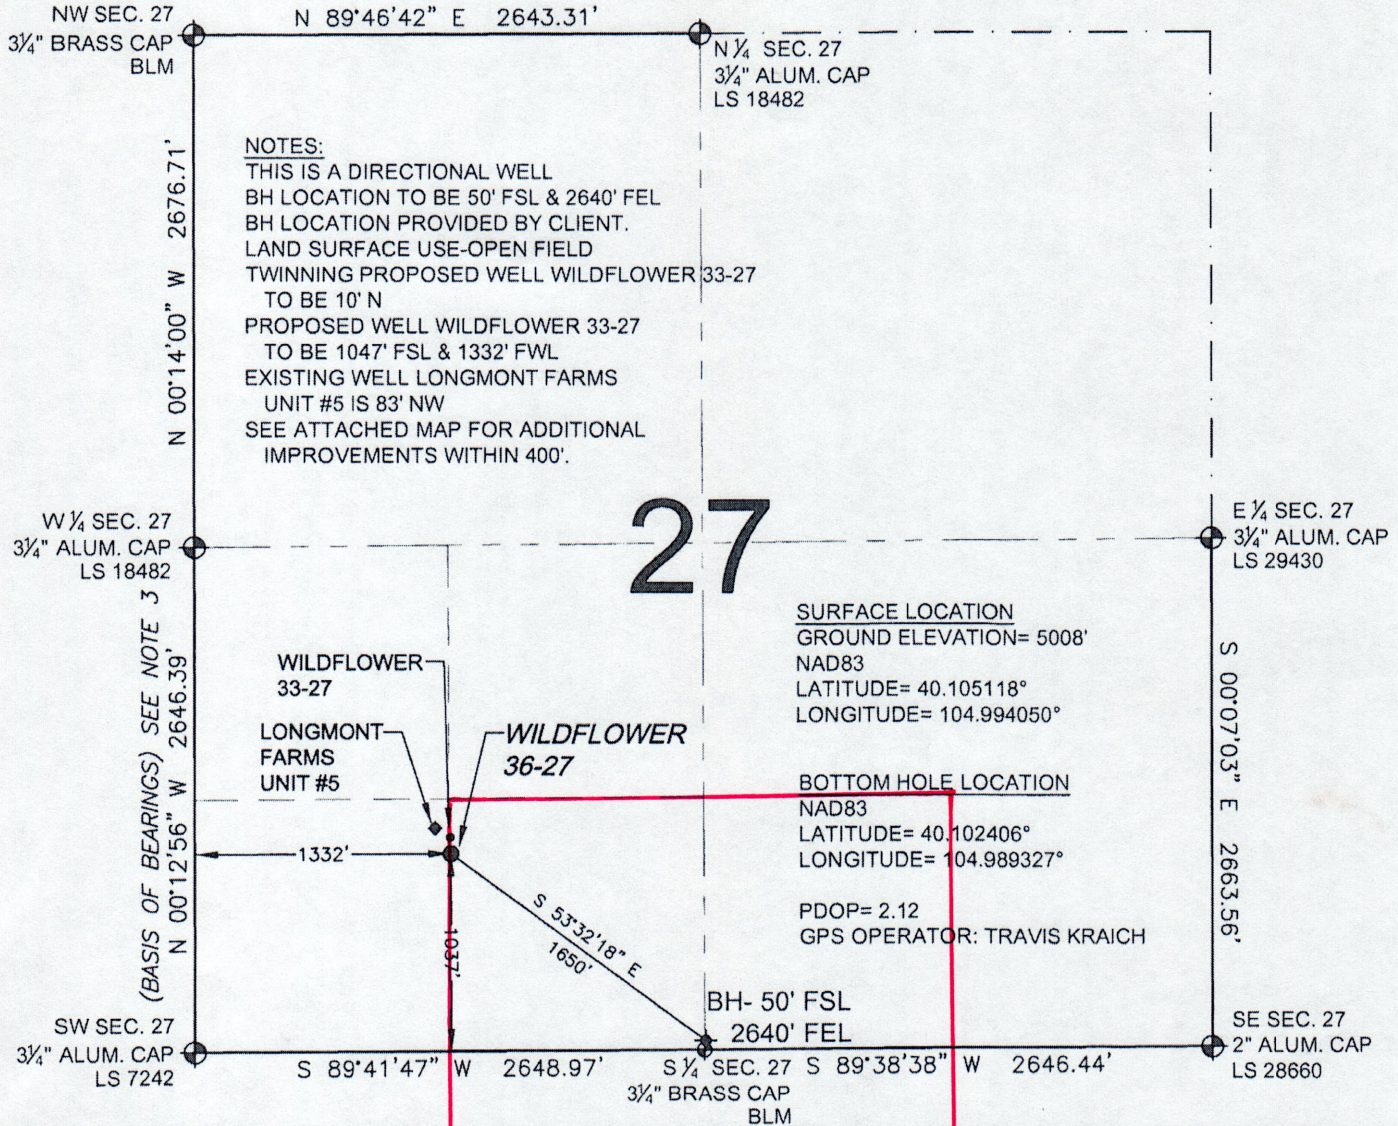 NW SEC. 27
3¼" BRASS CAP
BLM
N 89°46'42" E 2643.31'
N ¼ SEC. 27
3¼" ALUM. CAP
LS 18482
N 00°14'00" W 2676.71'
NOTES:
THIS IS A DIRECTIONAL WELL
BH LOCATION TO BE 50' FSL & 2640' FEL
BH LOCATION PROVIDED BY CLIENT.
LAND SURFACE USE-OPEN FIELD
TWINNING PROPOSED WELL WILDFLOWER 33-27
TO BE 10' N
PROPOSED WELL WILDFLOWER 33-27
TO BE 1047' FSL & 1332' FWL
EXISTING WELL LONGMONT FARMS
UNIT #5 IS 83' NW
SEE ATTACHED MAP FOR ADDITIONAL
IMPROVEMENTS WITHIN 400'.
27
W ¼ SEC. 27
3¼" ALUM. CAP
LS 18482
E ¼ SEC. 27
3¼" ALUM. CAP
LS 29430
(BASIS OF BEARINGS) SEE NOTE 3
N 00°12'56" W 2646.39'
WILDFLOWER
33-27
LONGMONT
FARMS
UNIT #5
WILDFLOWER
36-27
SURFACE LOCATION
GROUND ELEVATION= 5008'
NAD83
LATITUDE= 40.105118°
LONGITUDE= 104.994050°
BOTTOM HOLE LOCATION
NAD83
LATITUDE= 40.102406°
LONGITUDE= 104.989327°
PDOP= 2.12
GPS OPERATOR: TRAVIS KRAICH
S 00°07'03" E 2663.56'
1332'
1037'
S 53°32'18" E
1650'
BH- 50' FSL
2640' FEL
SW SEC. 27
3¼" ALUM. CAP
LS 7242
S 89°41'47" W 2648.97'
S ¼ SEC. 27
3¼" BRASS CAP
BLM
S 89°38'38" W 2646.44'
SE SEC. 27
2" ALUM. CAP
LS 28660